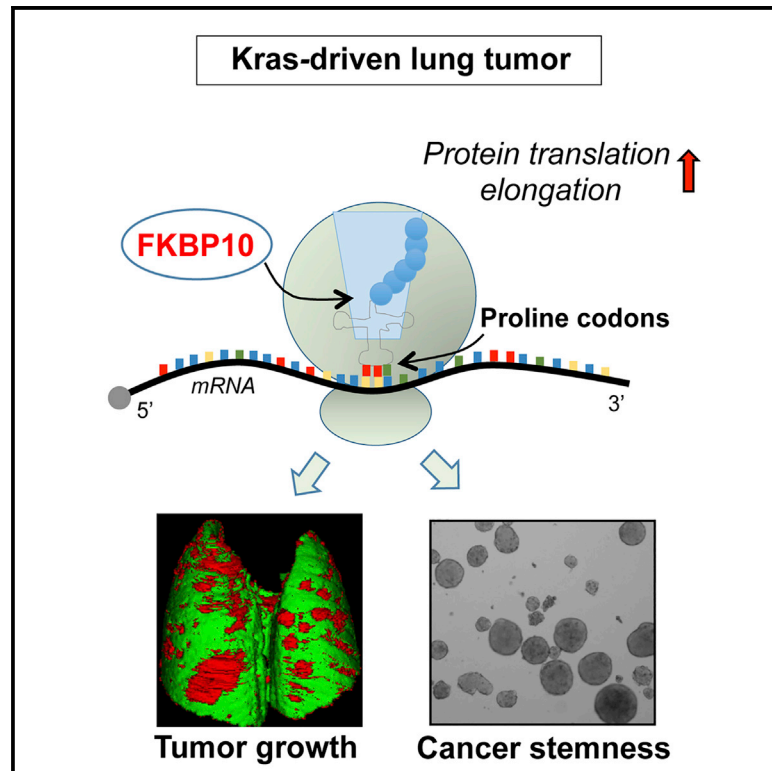 Kras-driven lung tumor
Protein translation
elongation
FKBP10
Proline codons
mRNA
5'
3'
Tumor growth
Cancer stemness